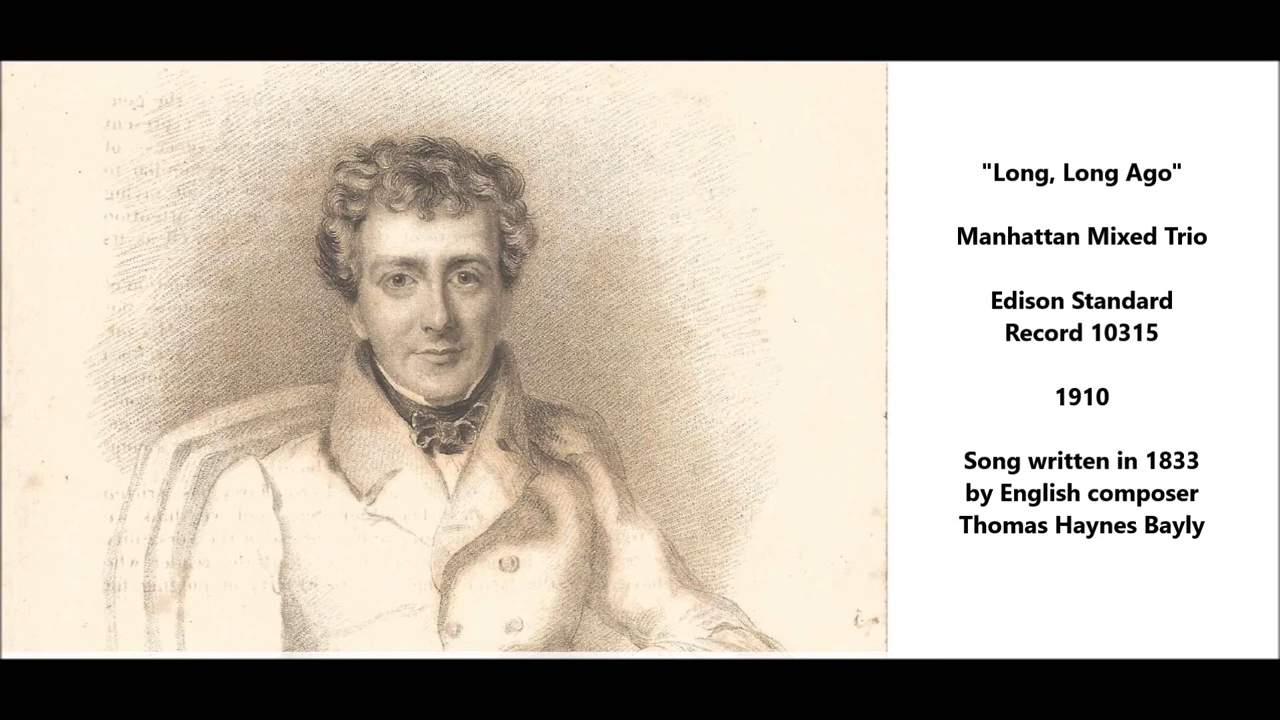 "Long, Long Ago"
Manhattan Mixed Trio
Edison Standard
Record 10315
1910
Song written in 1833
by English composer
Thomas Haynes Bayly